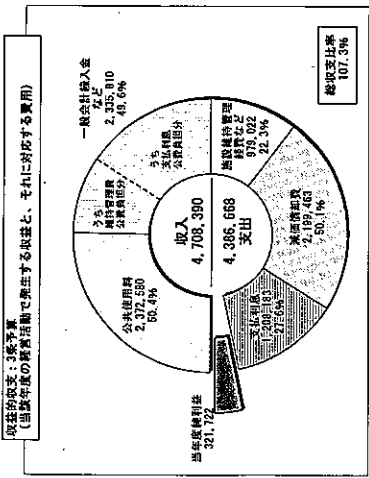 収益的収支：3条予算
(当該年度の経営活動で発生する収益と、それに対応する費用)
総収支比率
107.3%
一般会計繰入金
など
2,335,810
49.6%
うち
維持管理費
公費負担分
うち
支払利息
公費負担分
公共使用料
2,372,580
50.4%
収入
4,708,390
4,386,668
支出
施設維持管理
経費など
979,022
22.3%
減価償却費
2,199,463
50.1%
支払利息
1,208,183
27.6%
当年度純利益
321,722